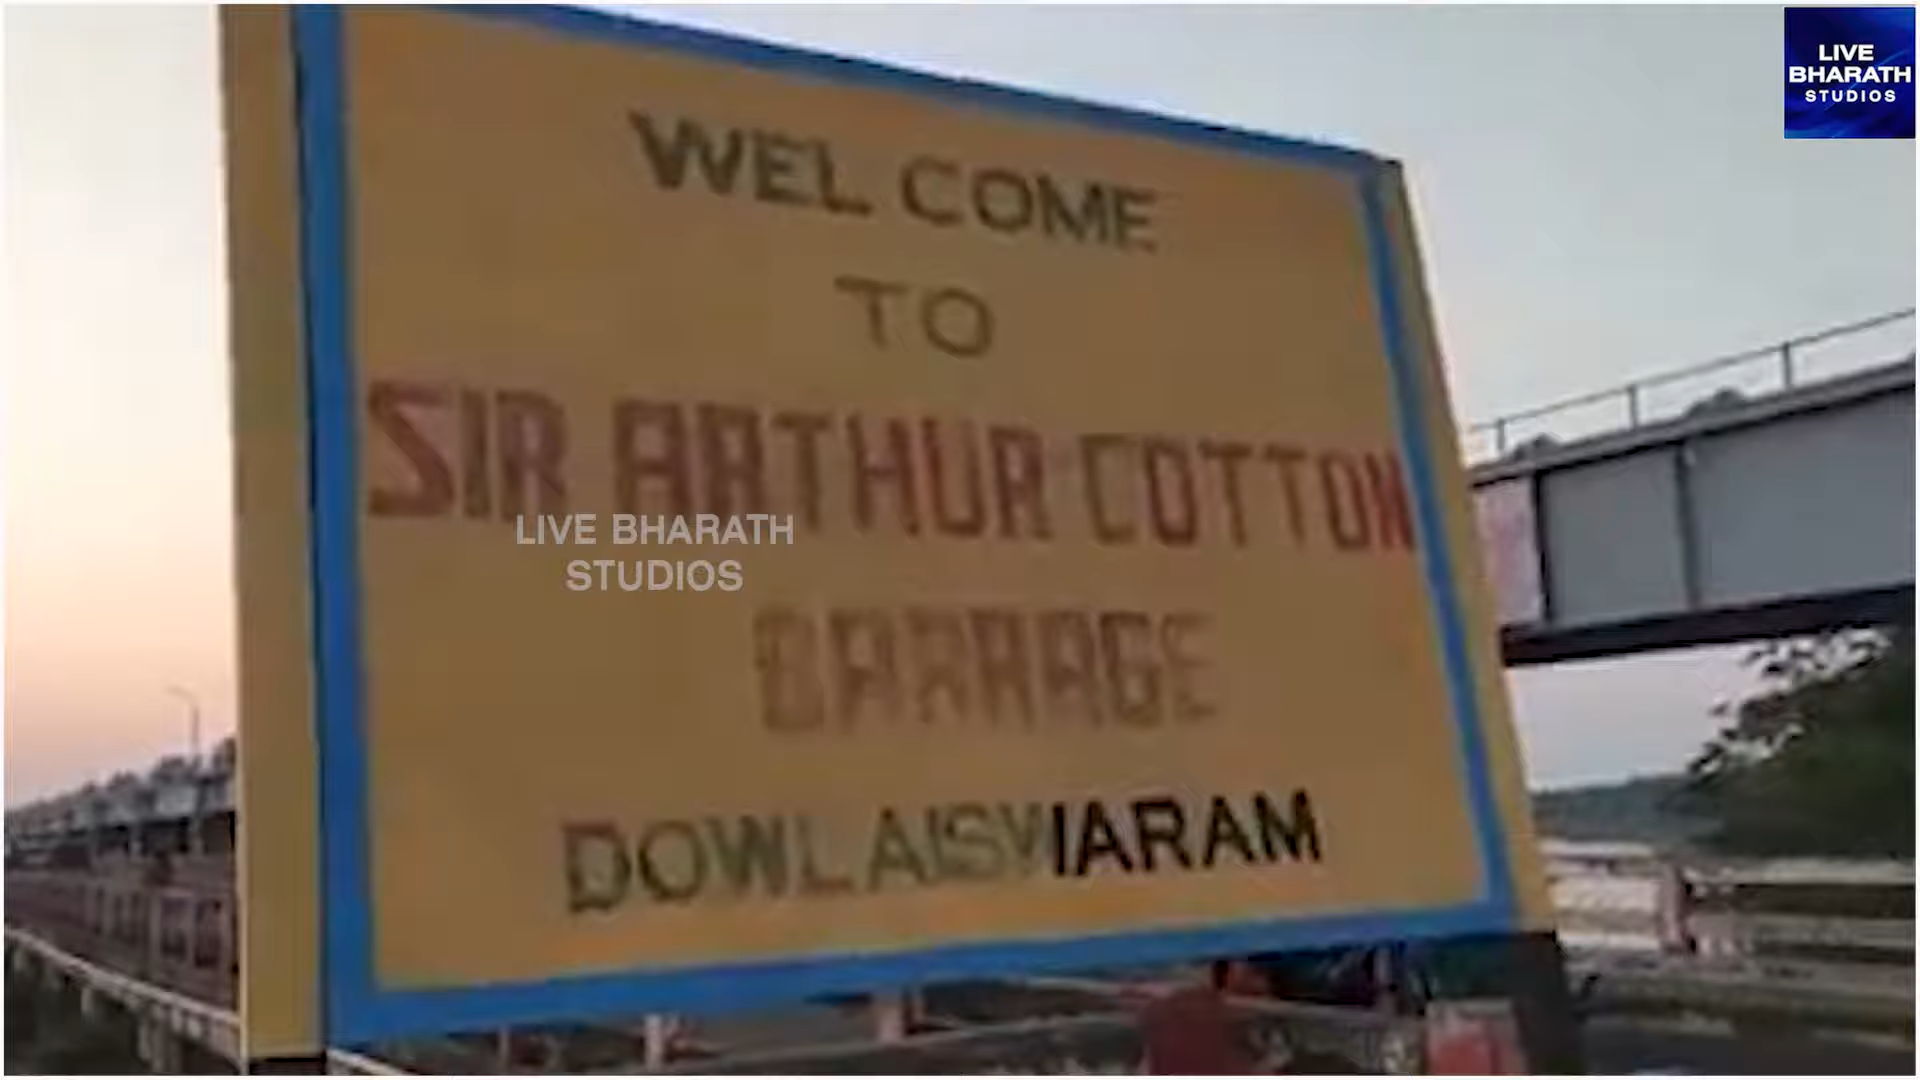 LIVE
BHARATH
STUDIOS
WEL COME
TO
SIR ARTHUR COTTON
LIVE BHARATH
STUDIOS
BARRAGE
DOWLAISWARAM